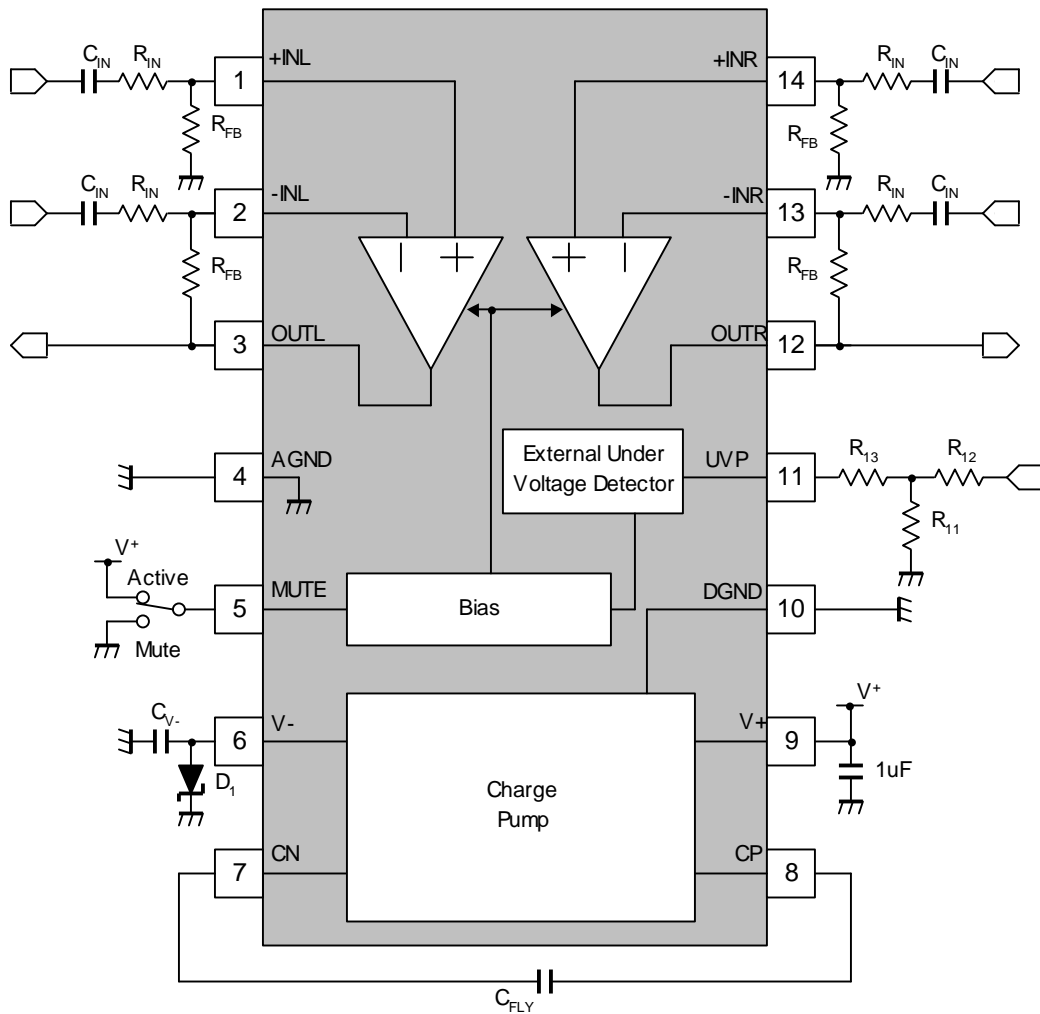 C_IN R_IN
1
+INL
+INR
14
R_IN C_IN
R_FB
R_FB
C_IN R_IN
2
-INL
-INR
13
R_IN C_IN
R_FB
R_FB
3
OUTL
OUTR
12
4
AGND
External Under
Voltage Detector
UVP
11
R_13
R_12
R_11
V+
Active
Mute
5
MUTE
Bias
DGND
10
C_V-
D_1
6
V-
Charge
Pump
V+
9
V+
1uF
7
CN
CP
8
C_FLY